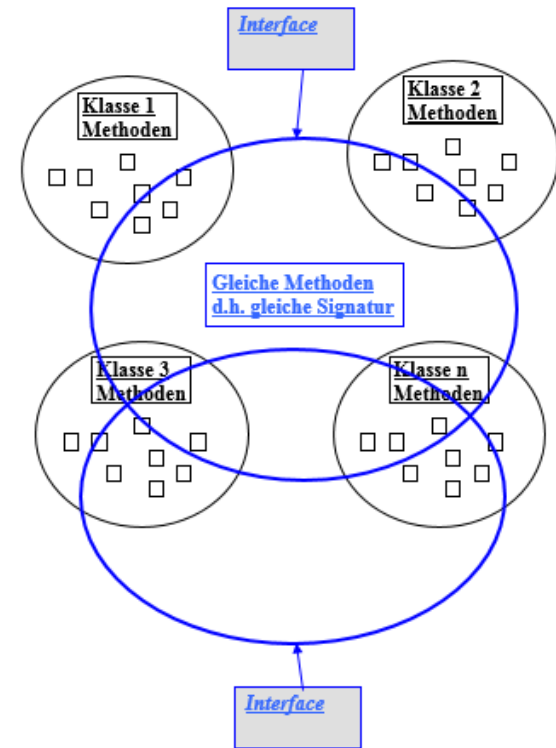 Interface
Klasse 1
Methoden
Klasse 2
Methoden
Gleiche Methoden
d.h. gleiche Signatur
Klasse 3
Methoden
Klasse n
Methoden
Interface